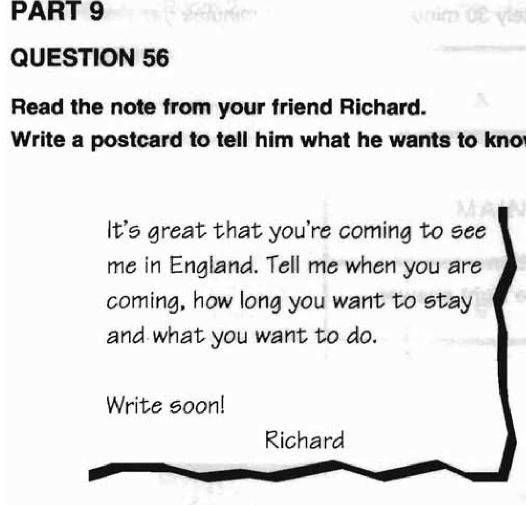 PART 9
QUESTION 56
Read the note from your friend Richard.
Write a postcard to tell him what he wants to know
It's great that you're coming to see
me in England. Tell me when you are
coming, how long you want to stay
and what you want to do.
Write soon!
Richard